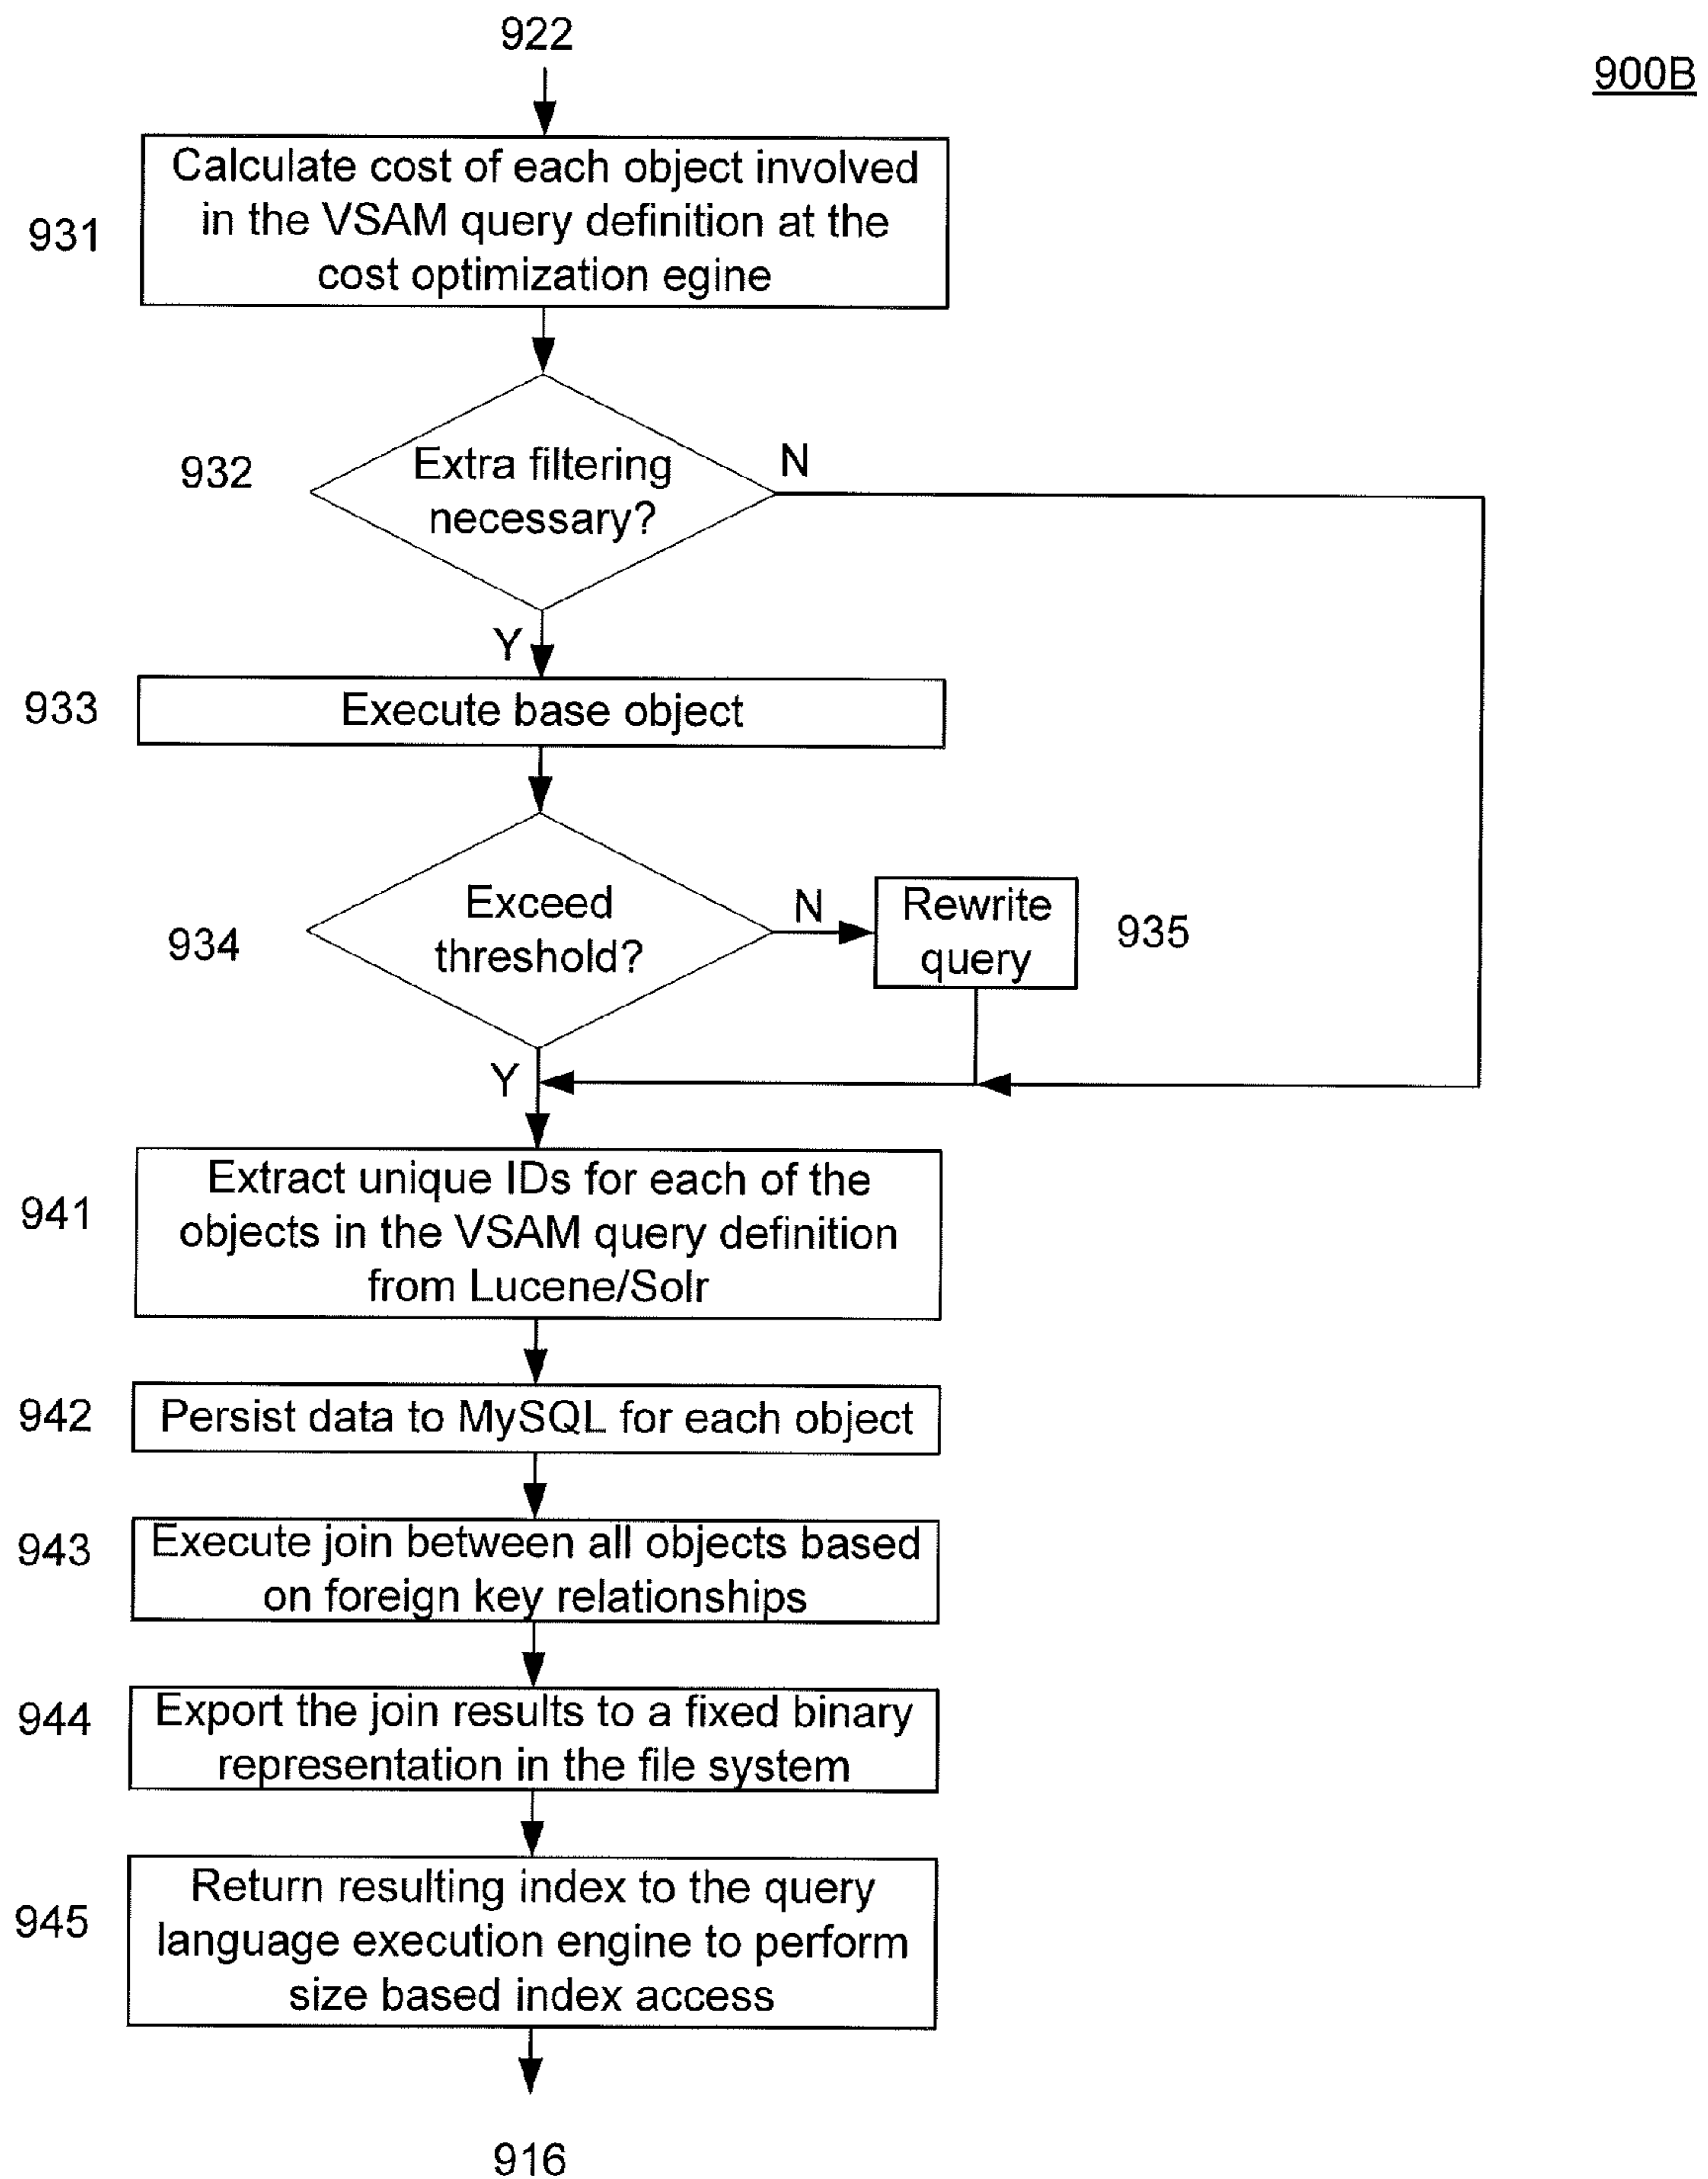 922
900B
Calculate cost of each object involved
in the VSAM query definition at the
cost optimization egine
931
Extra filtering
necessary?
932
N
Y
Execute base object
933
Exceed
threshold?
934
N
Rewrite
query
935
Y
Extract unique IDs for each of the
objects in the VSAM query definition
from Lucene/Solr
941
Persist data to MySQL for each object
942
Execute join between all objects based
on foreign key relationships
943
Export the join results to a fixed binary
representation in the file system
944
Return resulting index to the query
language execution engine to perform
size based index access
945
916